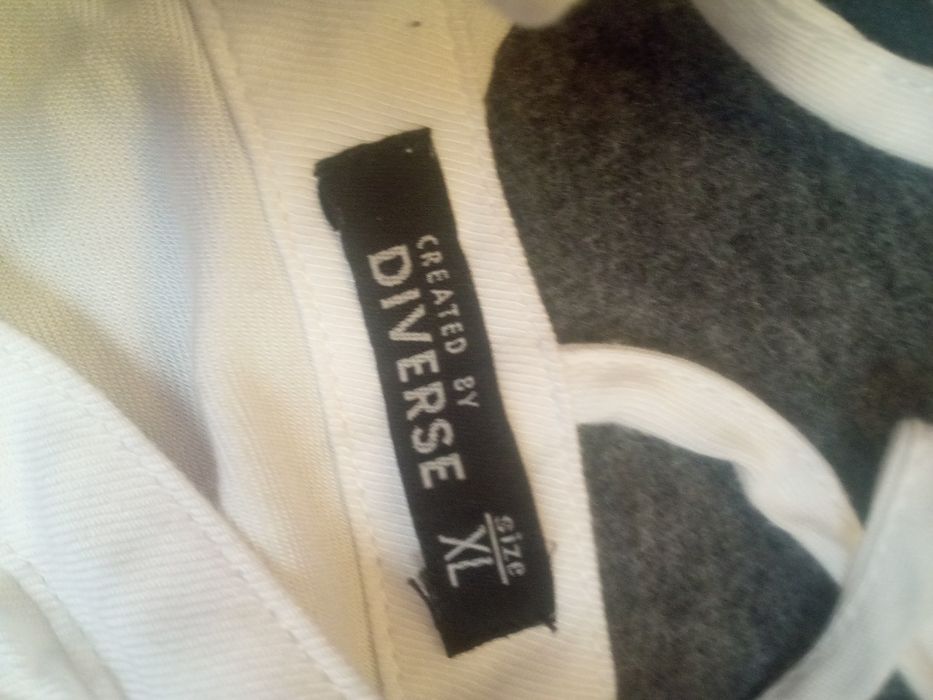 CREATED BY
DIVERSE
size
XL